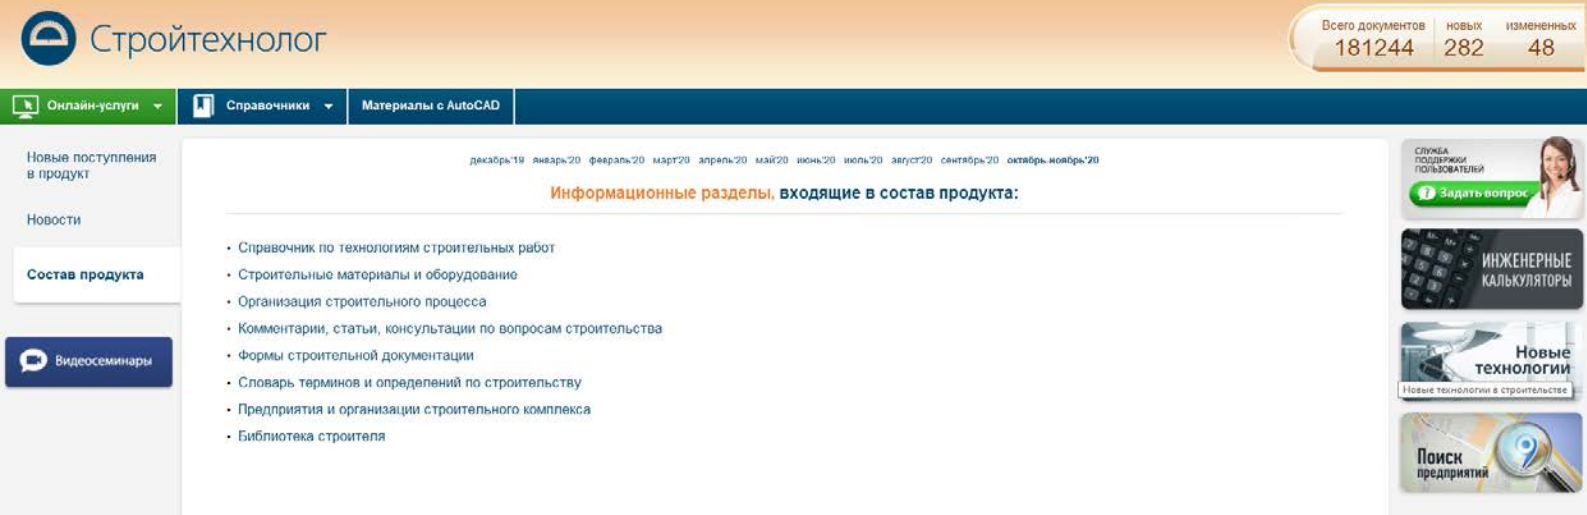 Стройтехнолог
Всего документов новых измененных
181244 282 48
Онлайн-услуги Справочники Материалы с AutoCAD
Новые поступления
в продукт
Новости
Состав продукта
Видеосеминары
декабрь'19 январь'20 февраль'20 март'20 апрель'20 май'20 июнь'20 июль'20 август'20 сентябрь'20 октябрь-ноябрь'20
Информационные разделы, входящие в состав продукта:
• Справочник по технологиям строительных работ
• Строительные материалы и оборудование
• Организация строительного процесса
• Комментарии, статьи, консультации по вопросам строительства
• Формы строительной документации
• Словарь терминов и определений по строительству
• Предприятия и организации строительного комплекса
• Библиотека строителя
СЛУЖБА
ПОДДЕРЖКИ
ПОЛЬЗОВАТЕЛЕЙ
Задать вопрос
ИНЖЕНЕРНЫЕ
КАЛЬКУЛЯТОРЫ
Новые
технологии
Новые технологии в строительстве
Поиск
предприятий